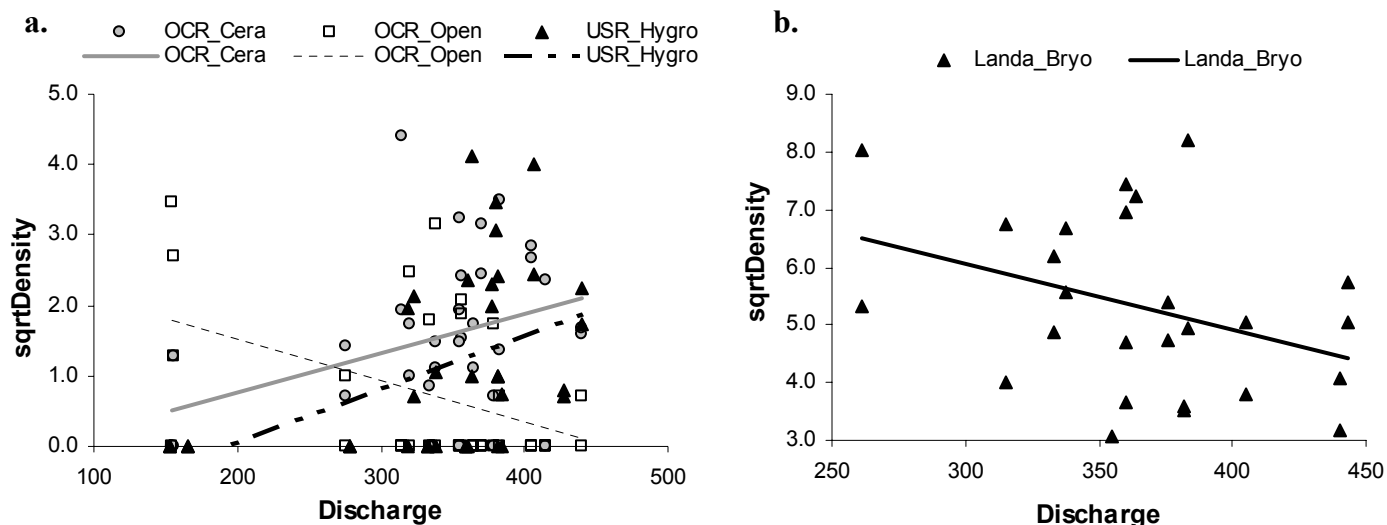 a.
OCR_Cera OCR_Open USR_Hygro
OCR_Cera OCR_Open USR_Hygro
5.0
4.0
3.0
2.0
1.0
0.0
sqrtDensity
100 200 300 400 500
Discharge
b.
Landa_Bryo Landa_Bryo
9.0
8.0
7.0
6.0
5.0
4.0
3.0
sqrtDensity
250 300 350 400 450
Discharge